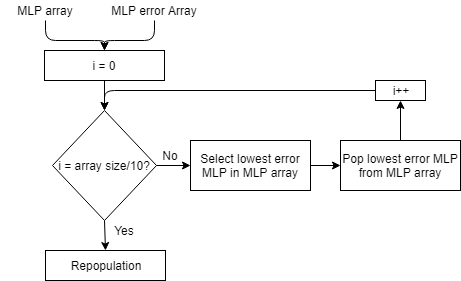 MLP array
MLP error Array
i = 0
i++
i = array size/10?
No
Select lowest error
MLP in MLP array
Pop lowest error MLP
from MLP array
Yes
Repopulation